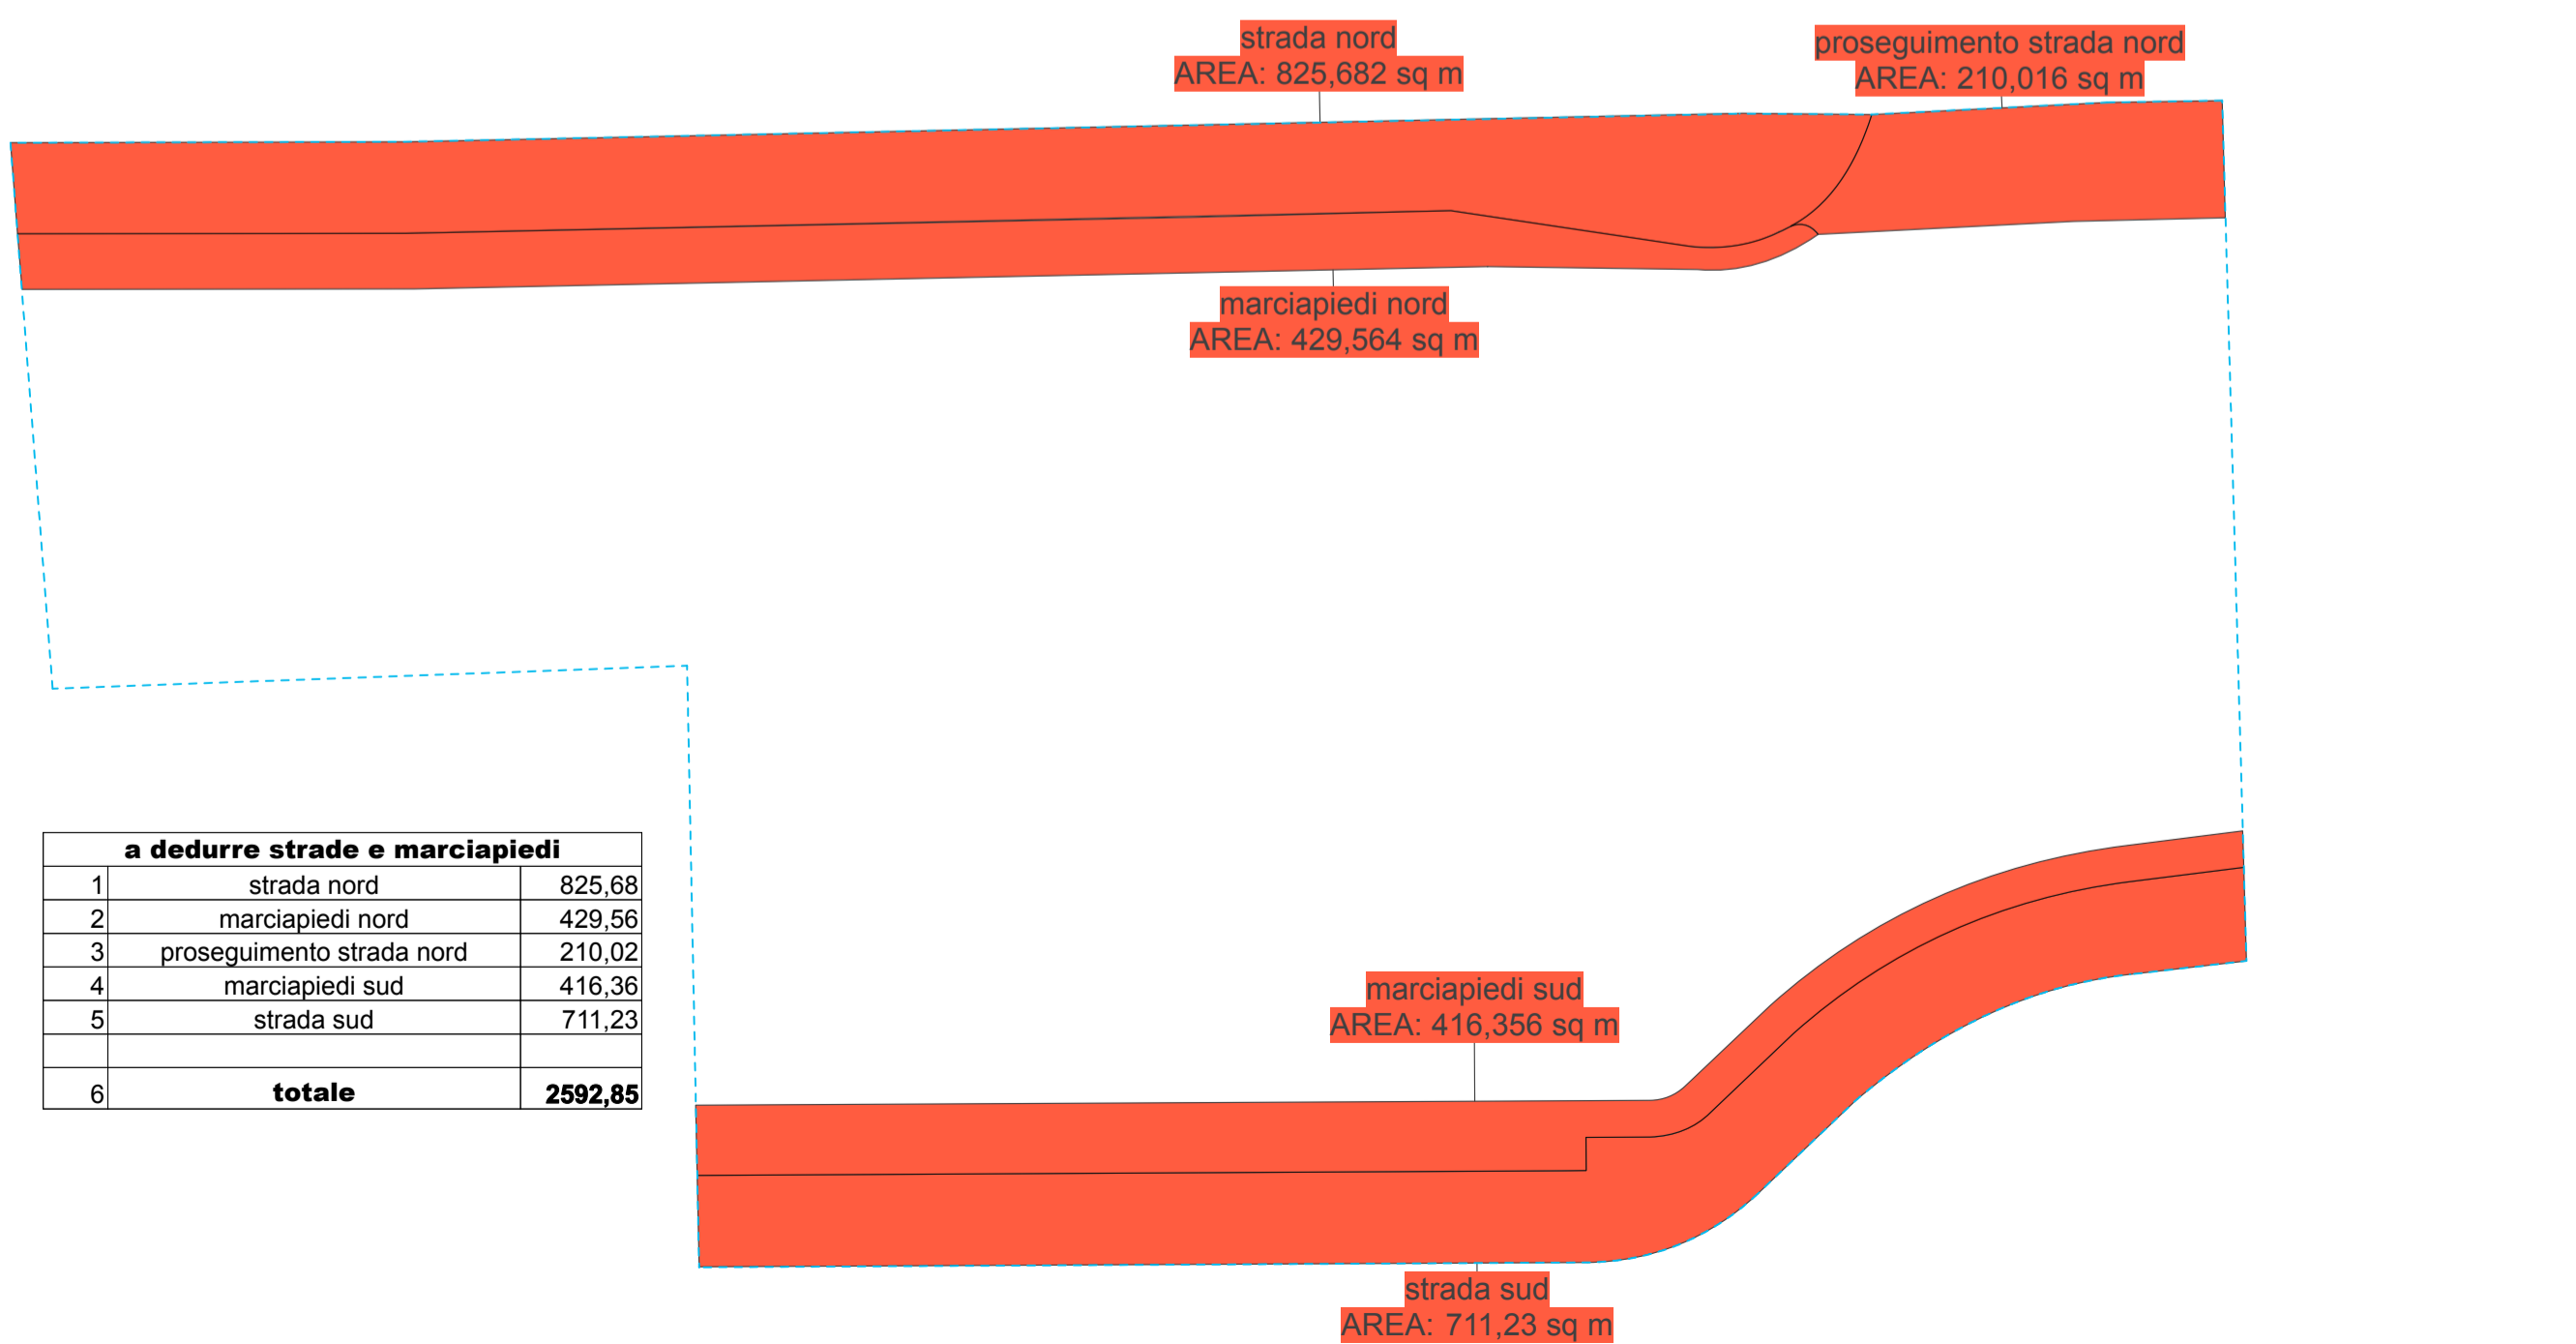 strada nord
AREA: 825,682 sq m
proseguimento strada nord
AREA: 210,016 sq m
marciapiedi nord
AREA: 429,564 sq m
a dedurre strade e marciapiedi
1 strada nord 825,68
2 marciapiedi nord 429,56
3 proseguimento strada nord 210,02
4 marciapiedi sud 416,36
5 strada sud 711,23
6 totale 2592,85
marciapiedi sud
AREA: 416,356 sq m
strada sud
AREA: 711,23 sq m